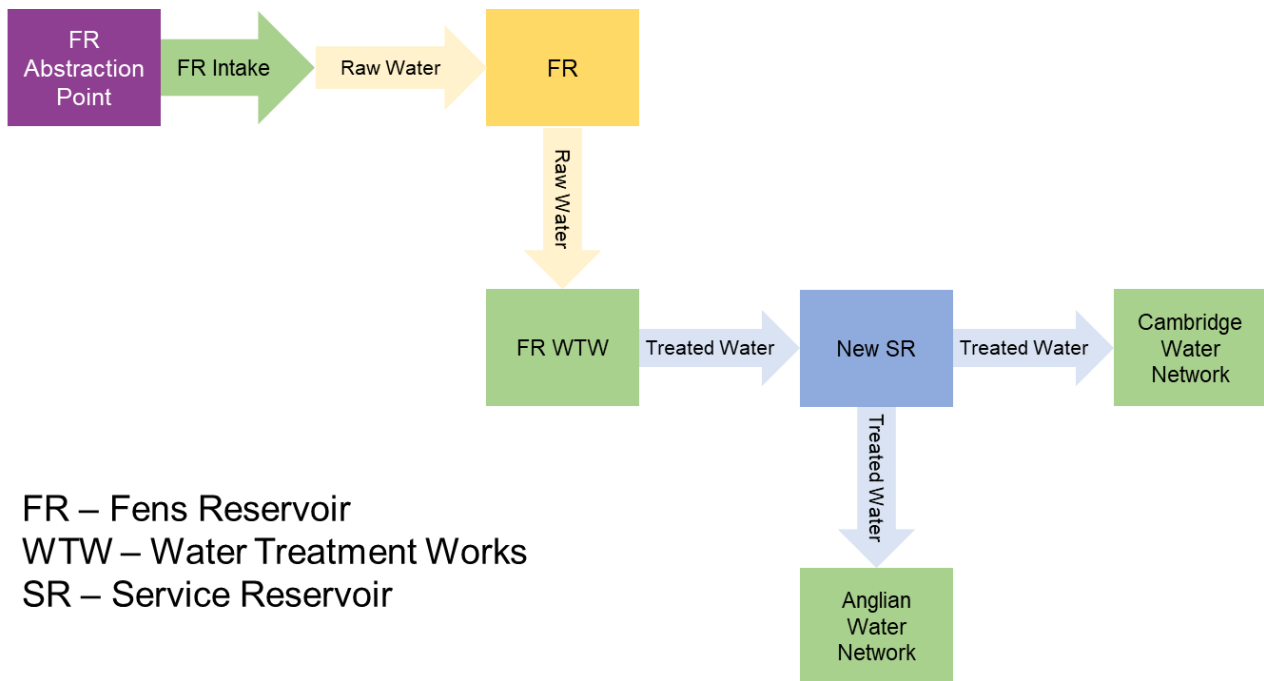 FR
Abstraction
Point
FR Intake
Raw Water
FR
Raw Water
FR WTW
Treated Water
New SR
Treated Water
Cambridge
Water
Network
Treated Water
Anglian
Water
Network
FR – Fens Reservoir
WTW – Water Treatment Works
SR – Service Reservoir